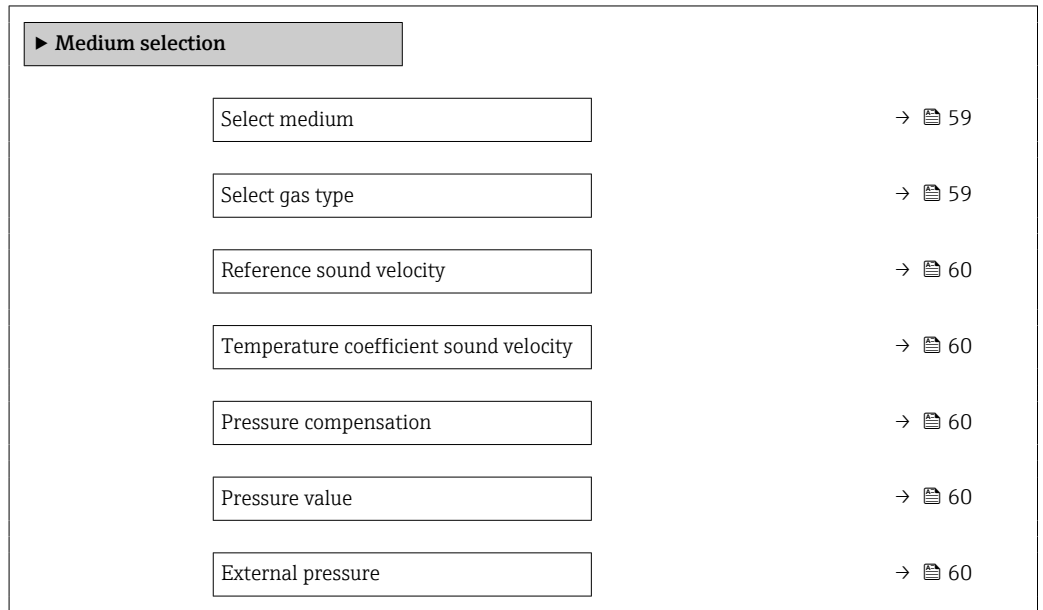 ▶ Medium selection
Select medium → 59
Select gas type → 59
Reference sound velocity → 60
Temperature coefficient sound velocity → 60
Pressure compensation → 60
Pressure value → 60
External pressure → 60